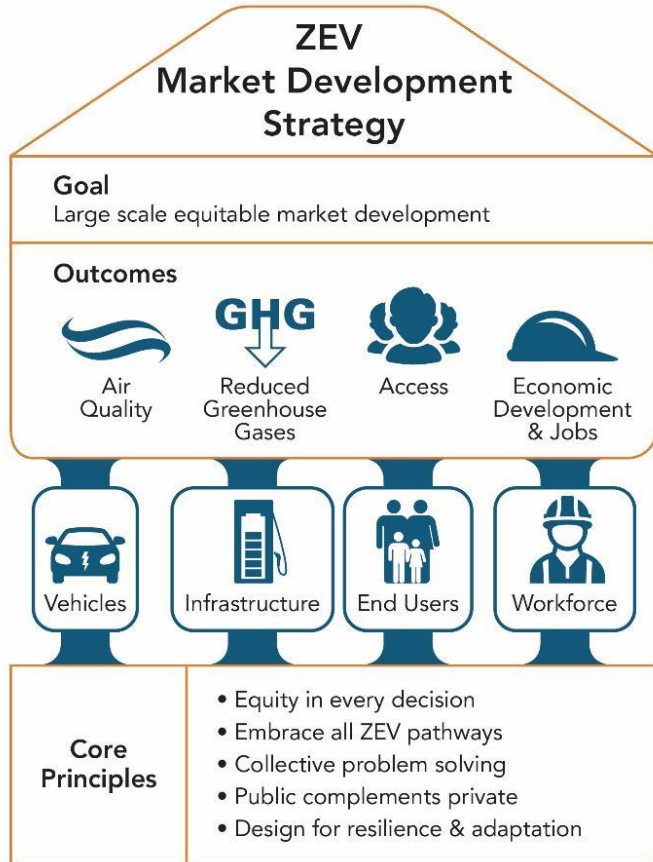 ZEV
Market Development
Strategy
Goal
Large scale equitable market development
Outcomes
Air
Quality
GHG
Reduced
Greenhouse
Gases
Access
Economic
Development
& Jobs
Vehicles
Infrastructure
End Users
Workforce
Core
Principles
• Equity in every decision
• Embrace all ZEV pathways
• Collective problem solving
• Public complements private
• Design for resilience & adaptation